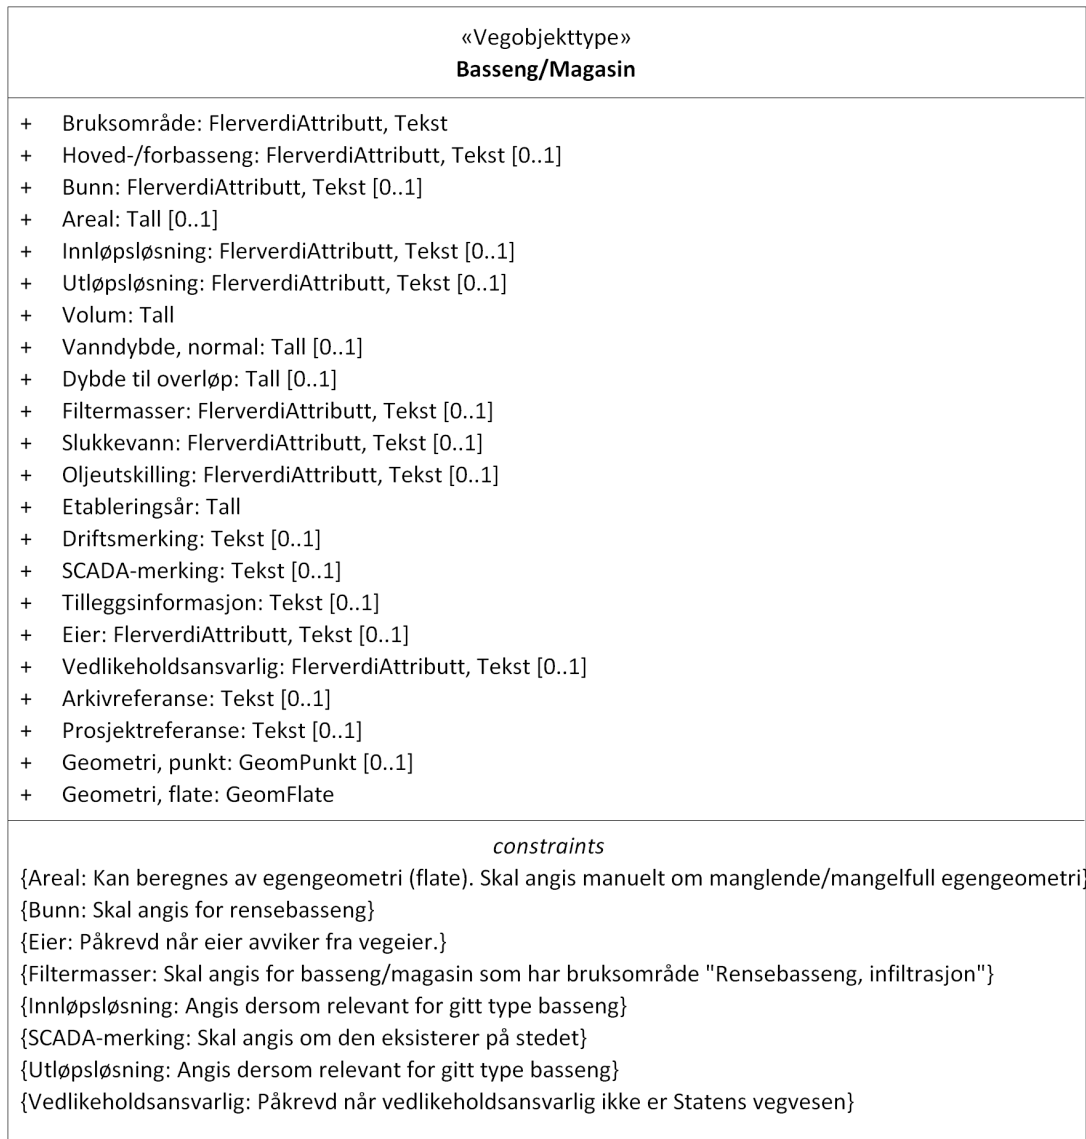 «Vegobjekttype»
Basseng/Magasin
+ Bruksområde: FlerverdiAttributt, Tekst
+ Hoved-/forbasseng: FlerverdiAttributt, Tekst [0..1]
+ Bunn: FlerverdiAttributt, Tekst [0..1]
+ Areal: Tall [0..1]
+ Innløpsløsning: FlerverdiAttributt, Tekst [0..1]
+ Utløpsløsning: FlerverdiAttributt, Tekst [0..1]
+ Volum: Tall
+ Vanndybde, normal: Tall [0..1]
+ Dybde til overløp: Tall [0..1]
+ Filtermasser: FlerverdiAttributt, Tekst [0..1]
+ Slukkevann: FlerverdiAttributt, Tekst [0..1]
+ Oljeutskilling: FlerverdiAttributt, Tekst [0..1]
+ Etableringsår: Tall
+ Driftsmerking: Tekst [0..1]
+ SCADA-merking: Tekst [0..1]
+ Tilleggsinformasjon: Tekst [0..1]
+ Eier: FlerverdiAttributt, Tekst [0..1]
+ Vedlikeholdsansvarlig: FlerverdiAttributt, Tekst [0..1]
+ Arkivreferanse: Tekst [0..1]
+ Prosjektreferanse: Tekst [0..1]
+ Geometri, punkt: GeomPunkt [0..1]
+ Geometri, flate: GeomFlate
constraints
{Areal: Kan beregnes av egengeometri (flate). Skal angis manuelt om manglende/mangelfull egengeometri}
{Bunn: Skal angis for rensebasseng}
{Eier: Påkrevd når eier avviker fra vegeier.}
{Filtermasser: Skal angis for basseng/magasin som har bruksområde "Rensebasseng, infiltrasjon"}
{Innløpsløsning: Angis dersom relevant for gitt type basseng}
{SCADA-merking: Skal angis om den eksisterer på stedet}
{Utløpsløsning: Angis dersom relevant for gitt type basseng}
{Vedlikeholdsansvarlig: Påkrevd når vedlikeholdsansvarlig ikke er Statens vegvesen}